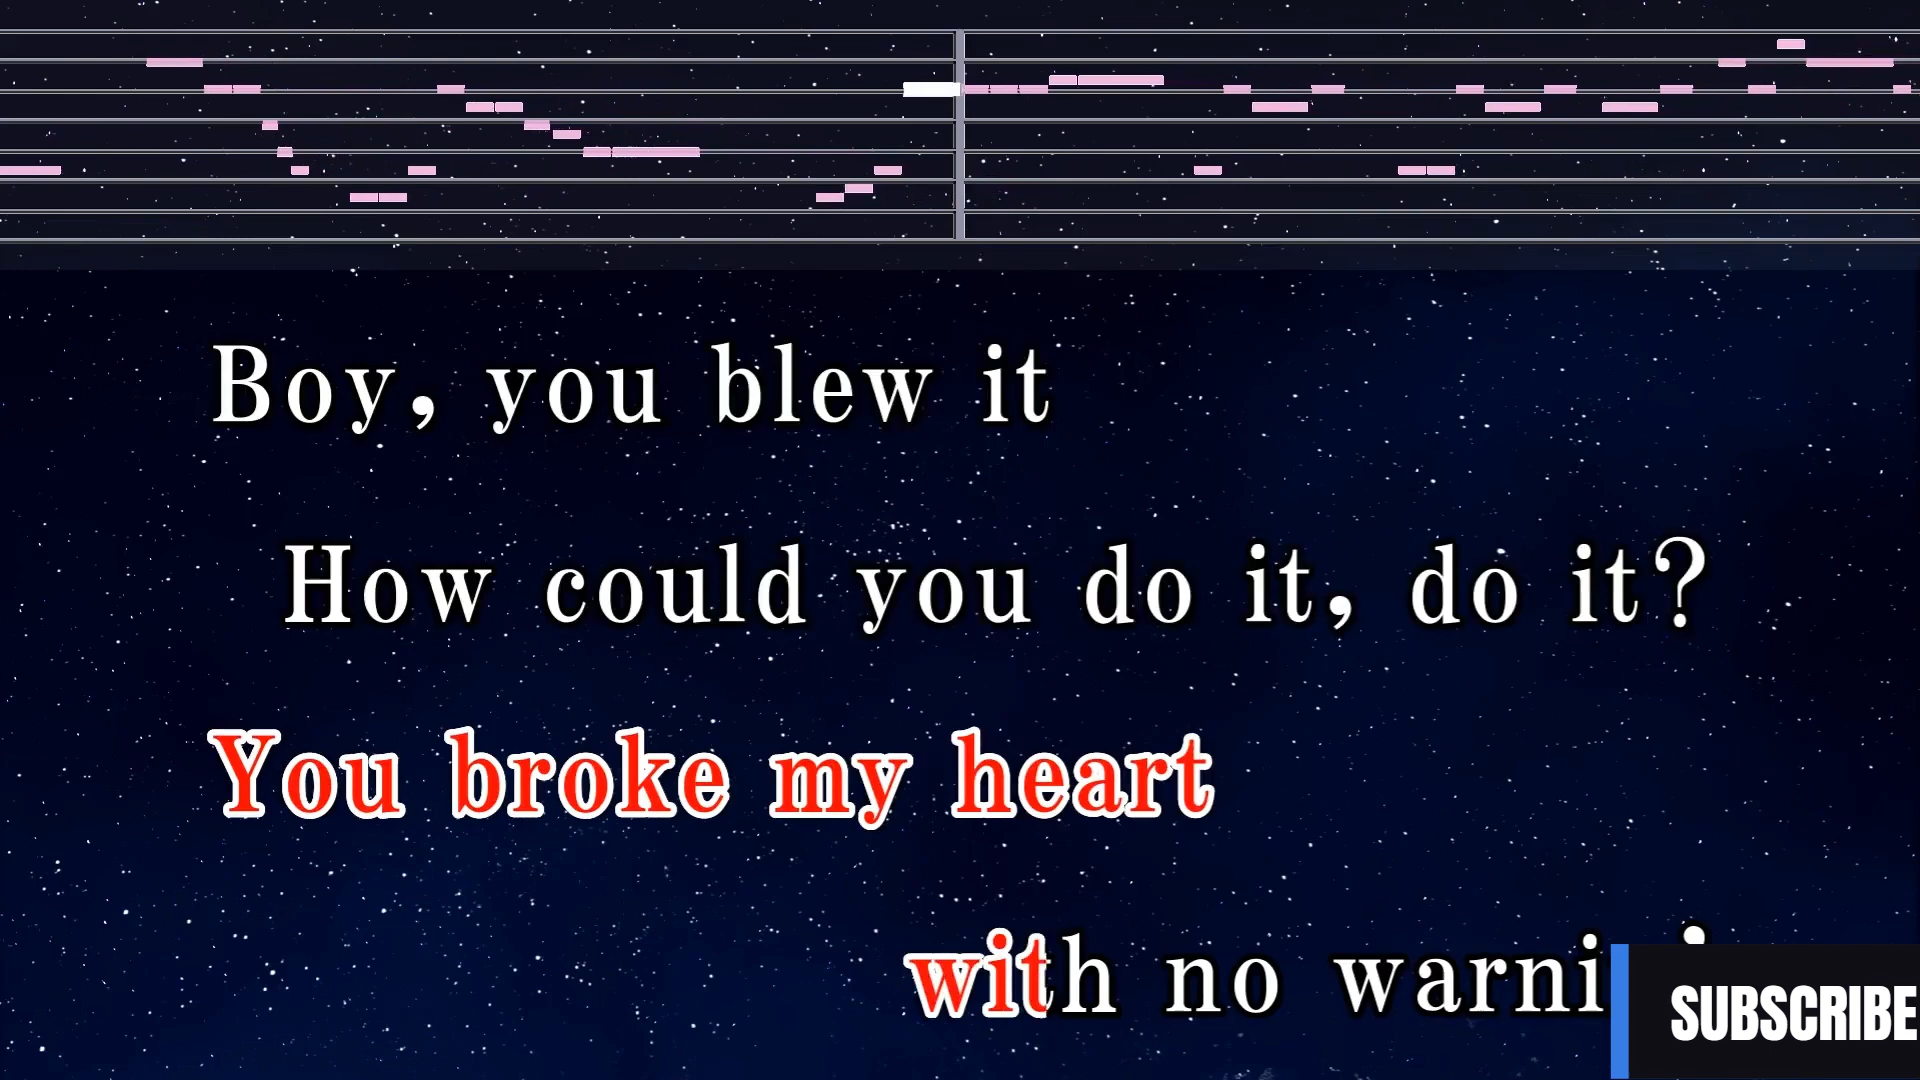 Boy, you blew it
How could you do it, do it?
You broke my heart
with no warni
SUBSCRIBE